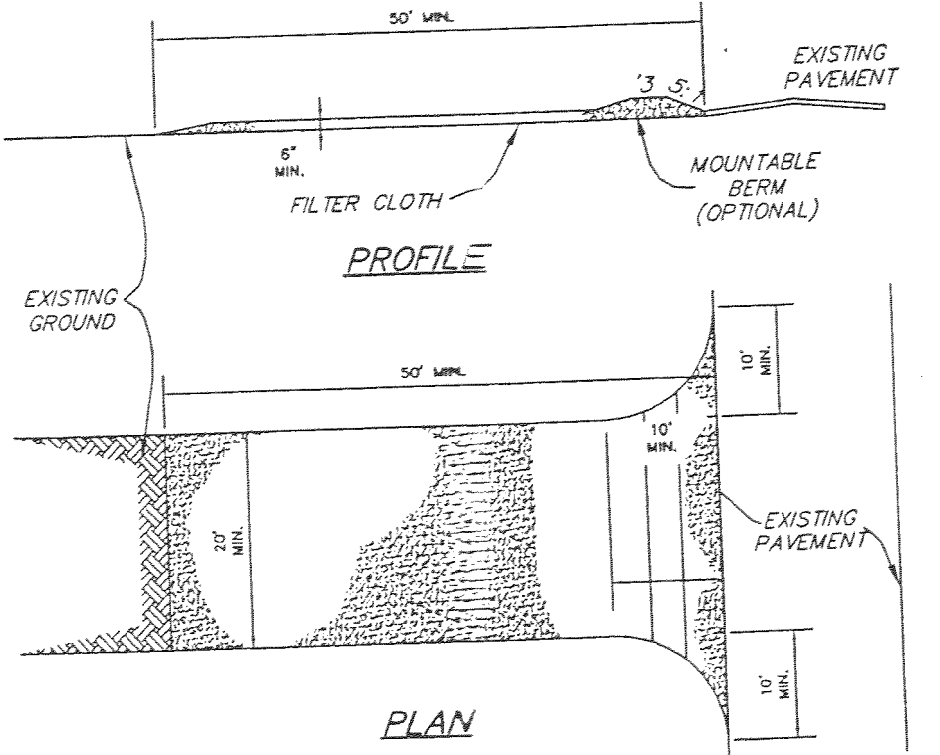 50' MIN.
EXISTING
PAVEMENT
'3 5:
6"
MIN.
FILTER CLOTH
MOUNTABLE
BERM
(OPTIONAL)
PROFILE
EXISTING
GROUND
50' MIN.
10'
MIN.
10'
MIN.
20'
MIN.
EXISTING
PAVEMENT
10'
MIN.
PLAN